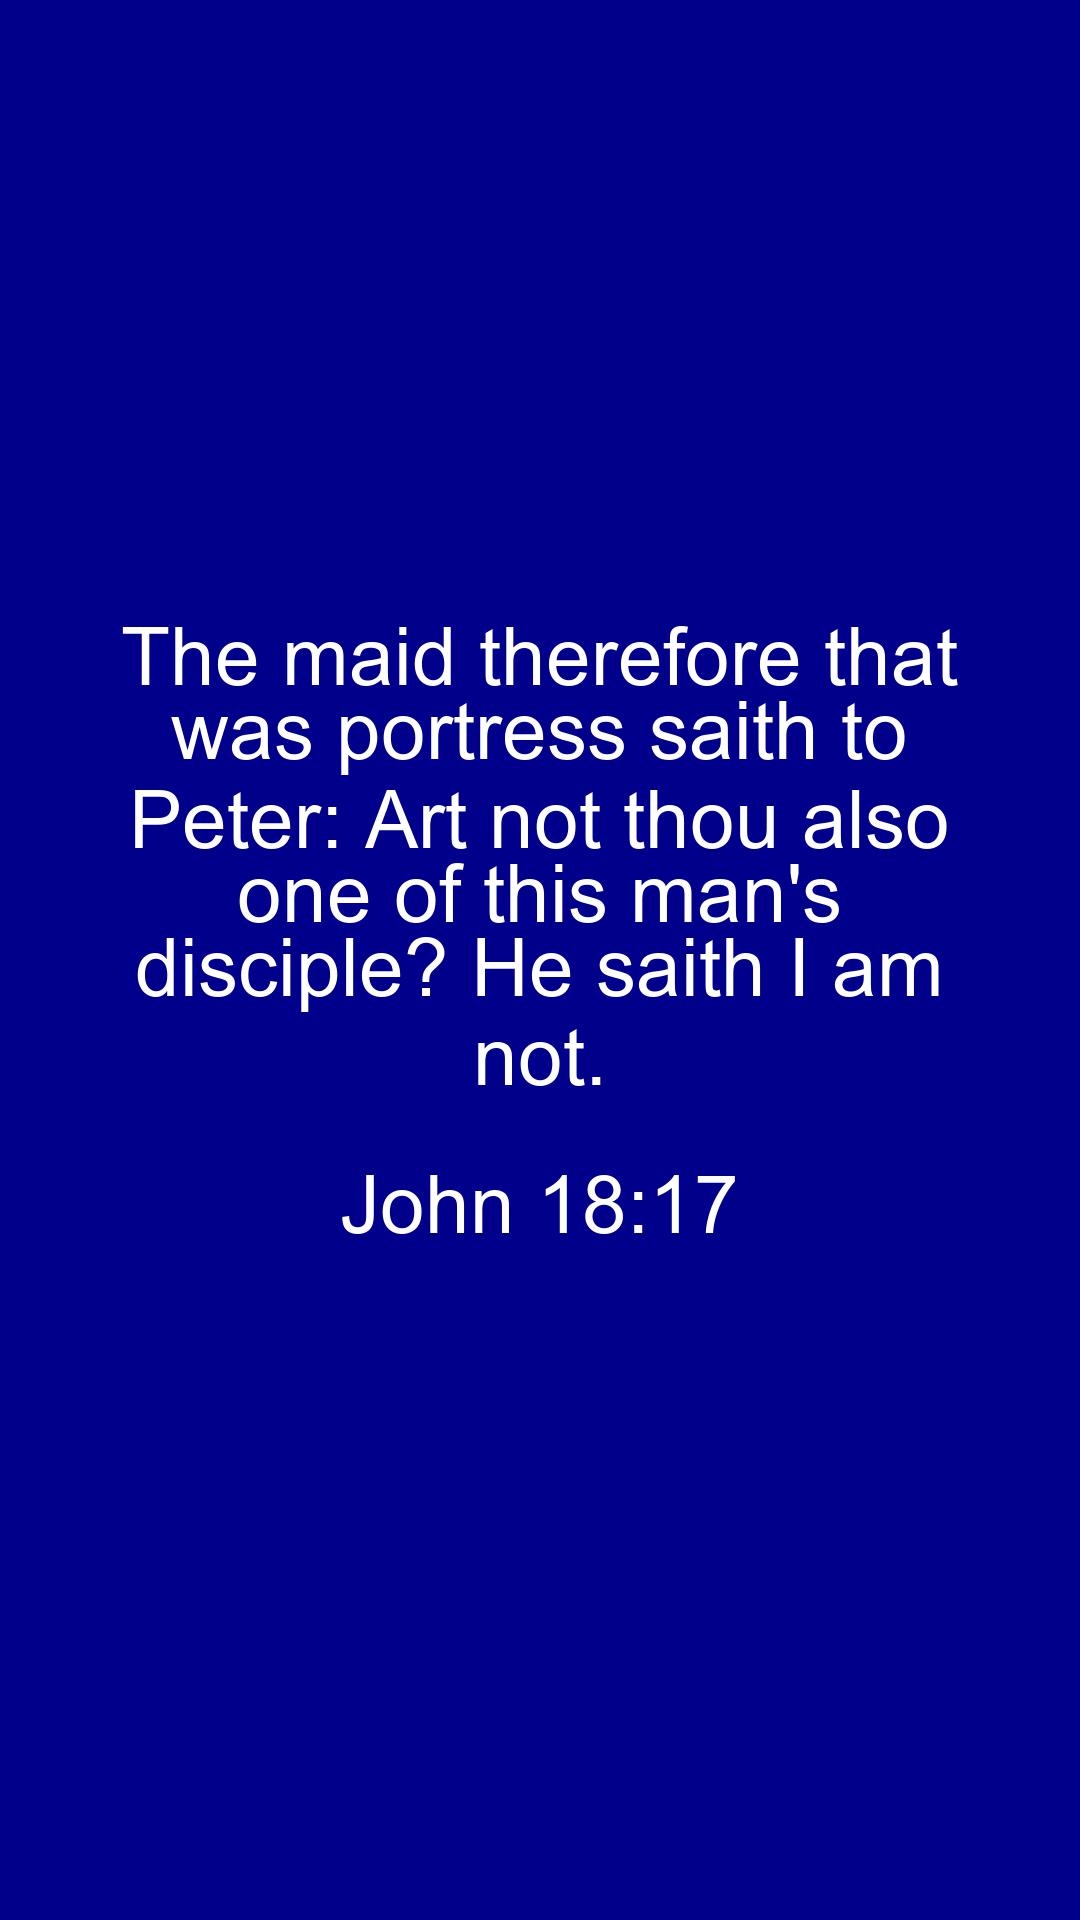 The maid therefore that
was portress saith to
Peter: Art not thou also
one of this man's
disciple? He saith I am
not.
John 18:17